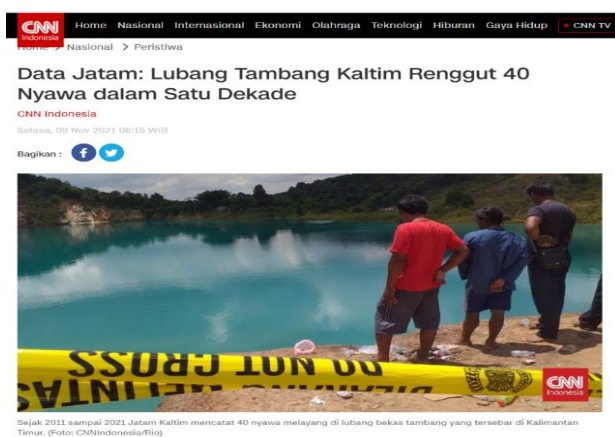 CNN
Indonesia
Home Nasional Internasional Ekonomi Olahraga Teknologi Hiburan Gaya Hidup CNN TV
Home > Nasional > Peristiwa
Data Jatam: Lubang Tambang Kaltim Renggut 40
Nyawa dalam Satu Dekade
CNN Indonesia
Selasa, 09 Nov 2021 06:15 WIB
Bagikan :
DO NOT CROSS
DILARANG MELINTAS
CNN
Indonesia
Sejak 2011 sampai 2021 Jatam Kaltim mencatat 40 nyawa melayang di lubang bekas tambang yang tersebar di Kalimantan
Timur. (Foto: CNNIndonesia/Rio)